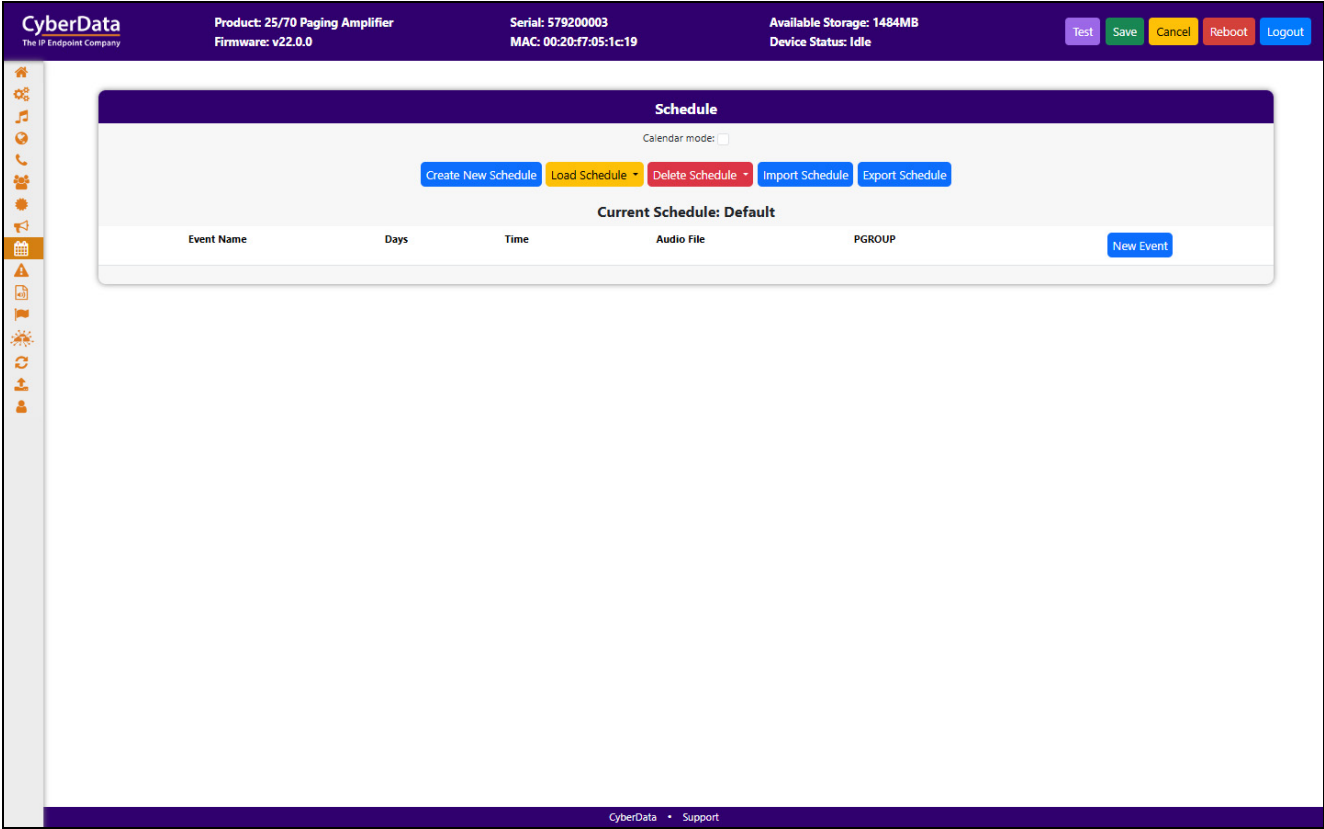 CyberData
The IP Endpoint Company
Product: 25/70 Paging Amplifier
Firmware: v22.0.0
Serial: 579200003
MAC: 00:20:f7:05:1c:19
Available Storage: 1484MB
Device Status: Idle
Test Save Cancel Reboot Logout
Schedule
Calendar mode:
Create New Schedule Load Schedule Delete Schedule Import Schedule Export Schedule
Current Schedule: Default
Event Name Days Time Audio File PGROUP New Event
CyberData • Support